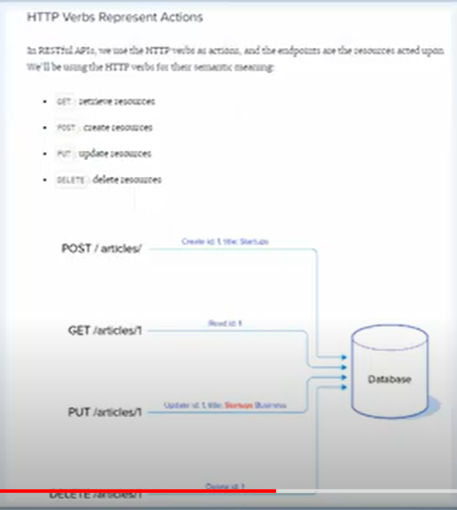 HTTP Verbs Represent Actions
In RESTful APIs, we use the HTTP verbs as actions, and the endpoints are the resources acted upon.
We'll be using the HTTP verbs for their semantic meaning:
• GET : retrieve resources
• POST : create resources
• PUT : update resources
• DELETE : delete resources
Create id: 1, title: Startups
POST / articles/
Read id: 1
GET /articles/1
Database
Update id: 1, title: Startups Business
PUT /articles/1
Delete id: 1
DELETE /articles/1